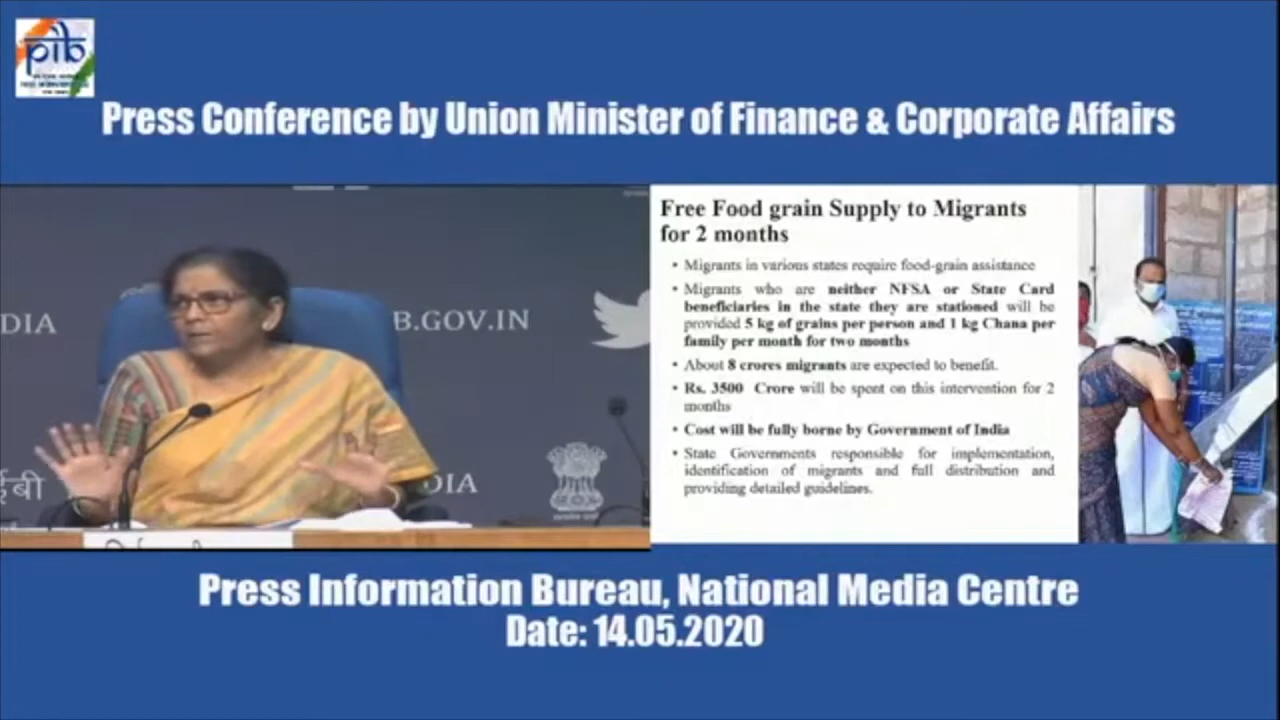 pib
Press Conference by Union Minister of Finance & Corporate Affairs
DIA
B.GOV.IN
ईबी
DIA
Free Food grain Supply to Migrants
for 2 months
• Migrants in various states require food-grain assistance
• Migrants who are neither NFSA or State Card
beneficiaries in the state they are stationed will be
provided 5 kg of grains per person and 1 kg Chana per
family per month for two months
• About 8 crores migrants are expected to benefit.
• Rs. 3500 Crore will be spent on this intervention for 2
months
• Cost will be fully borne by Government of India
• State Governments responsible for implementation,
identification of migrants and full distribution and
providing detailed guidelines.
Press Information Bureau, National Media Centre
Date: 14.05.2020